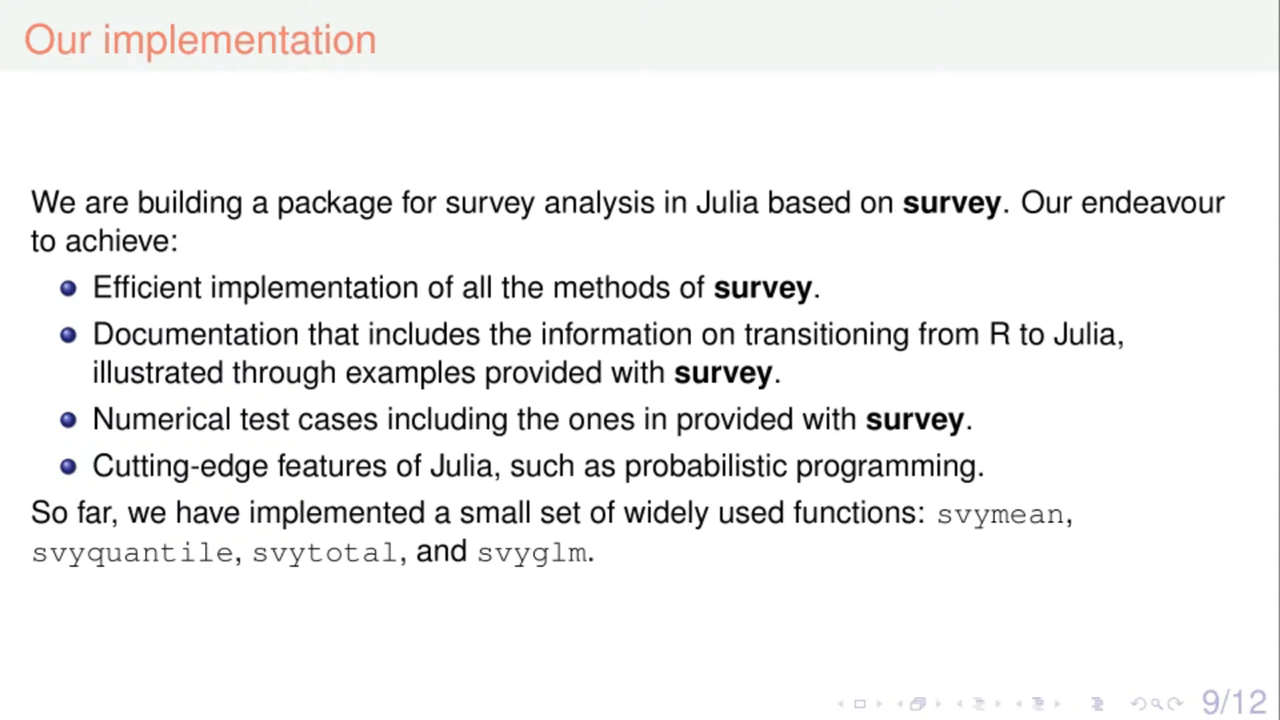 Our implementation
We are building a package for survey analysis in Julia based on survey. Our endeavour
to achieve:
Efficient implementation of all the methods of survey.
Documentation that includes the information on transitioning from R to Julia,
illustrated through examples provided with survey.
Numerical test cases including the ones in provided with survey.
Cutting-edge features of Julia, such as probabilistic programming.
So far, we have implemented a small set of widely used functions: svymean,
svyquantile, svytotal, and svyglm.
9/12